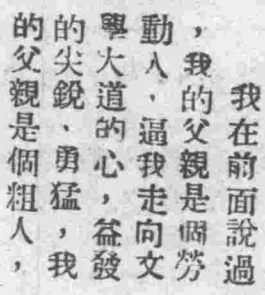 我在前面說過
，我的父親是個勞
動人，逼我走向文
學大道的心，益發
的尖銳、勇猛，我
的父親是個粗人，